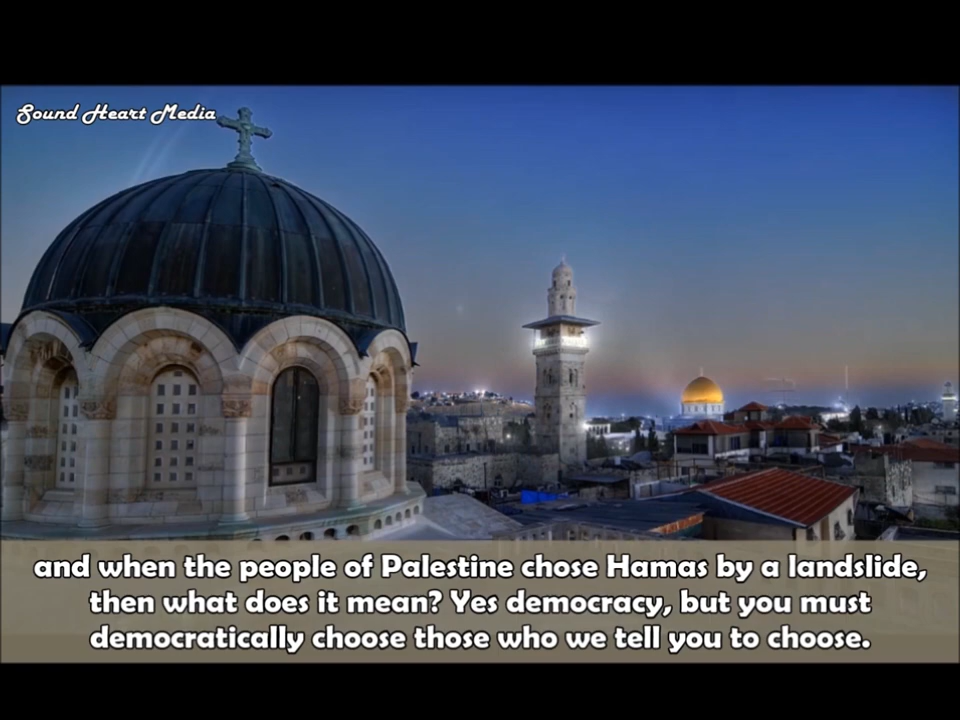 Sound Heart Media
and when the people of Palestine chose Hamas by a landslide,
then what does it mean? Yes democracy, but you must
democratically choose those who we tell you to choose.